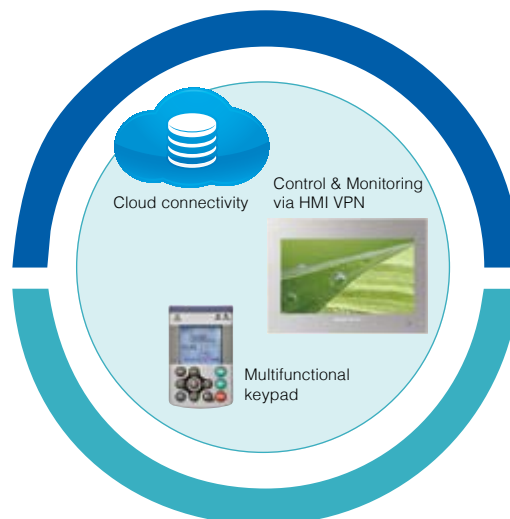 Cloud connectivity
Control & Monitoring
via HMI VPN
Multifunctional
keypad